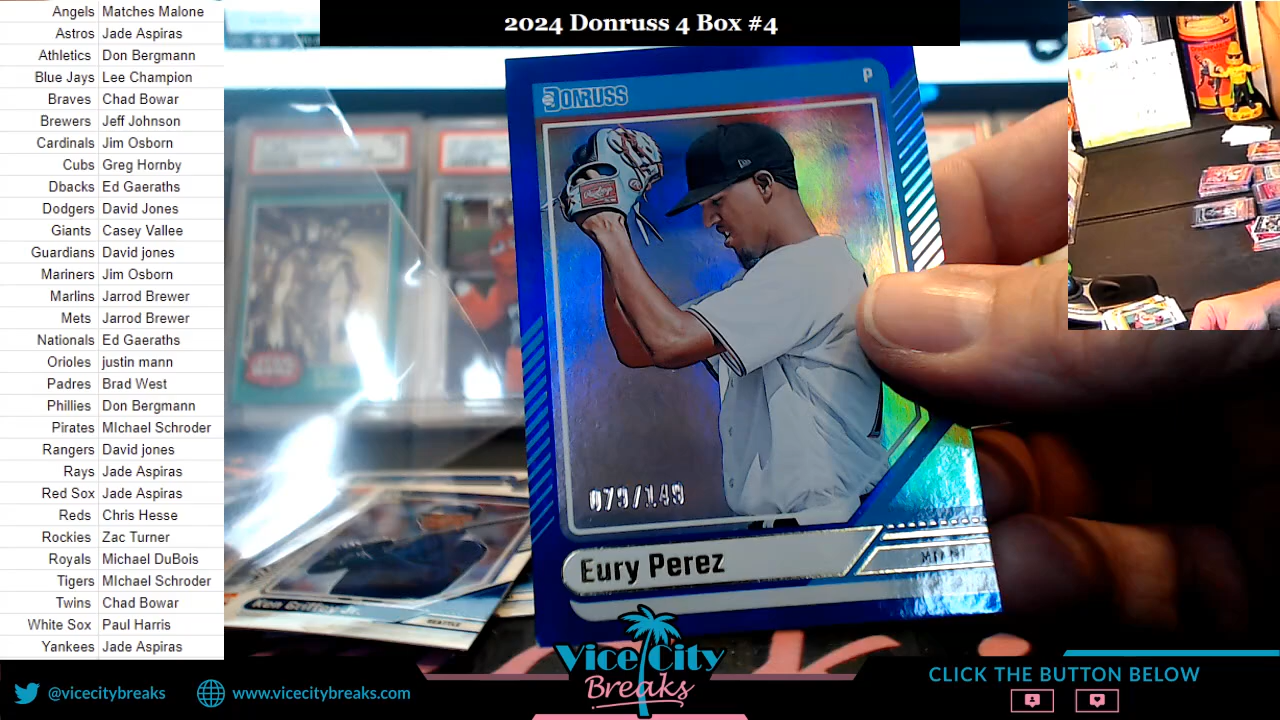 2024 Donruss 4 Box #4
Angels Matches Malone
Astros Jade Aspiras
Athletics Don Bergmann
Blue Jays Lee Champion
Braves Chad Bowar
Brewers Jeff Johnson
Cardinals Jim Osborn
Cubs Greg Hornby
Dbacks Ed Gaeraths
Dodgers David Jones
Giants Casey Vallee
Guardians David jones
Mariners Jim Osborn
Marlins Jarrod Brewer
Mets Jarrod Brewer
Nationals Ed Gaeraths
Orioles justin mann
Padres Brad West
Phillies Don Bergmann
Pirates MIchael Schroder
Rangers David jones
Rays Jade Aspiras
Red Sox Jade Aspiras
Reds Chris Hesse
Rockies Zac Turner
Royals Michael DuBois
Tigers MIchael Schroder
Twins Chad Bowar
White Sox Paul Harris
Yankees Jade Aspiras
DONRUSS
P
Rawlings
079/149
Eury Perez
MIAMI
Ken Griffey Jr.
SEATTLE
Vice City
Breaks
@vicecitybreaks
www.vicecitybreaks.com
CLICK THE BUTTON BELOW